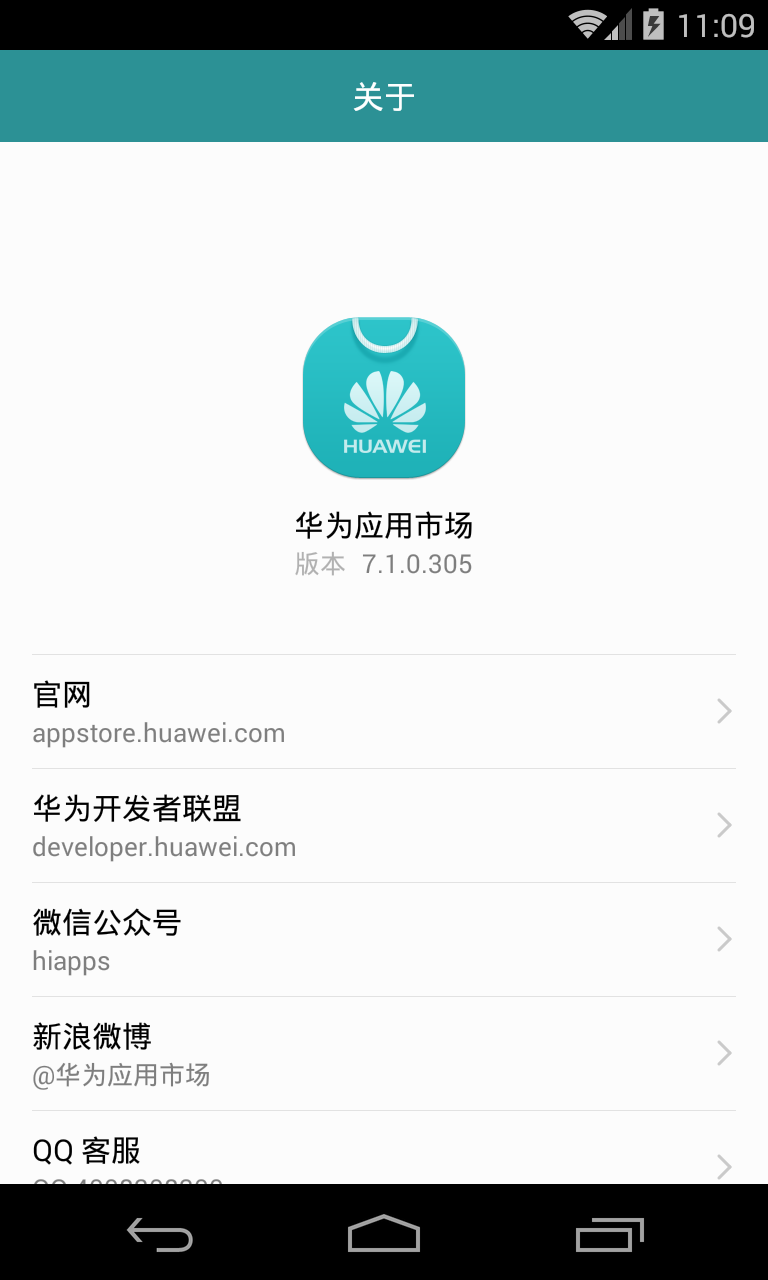 11:09
关于
HUAWEI
华为应用市场
版本 7.1.0.305
官网
appstore.huawei.com
华为开发者联盟
developer.huawei.com
微信公众号
hiapps
新浪微博
@华为应用市场
QQ 客服